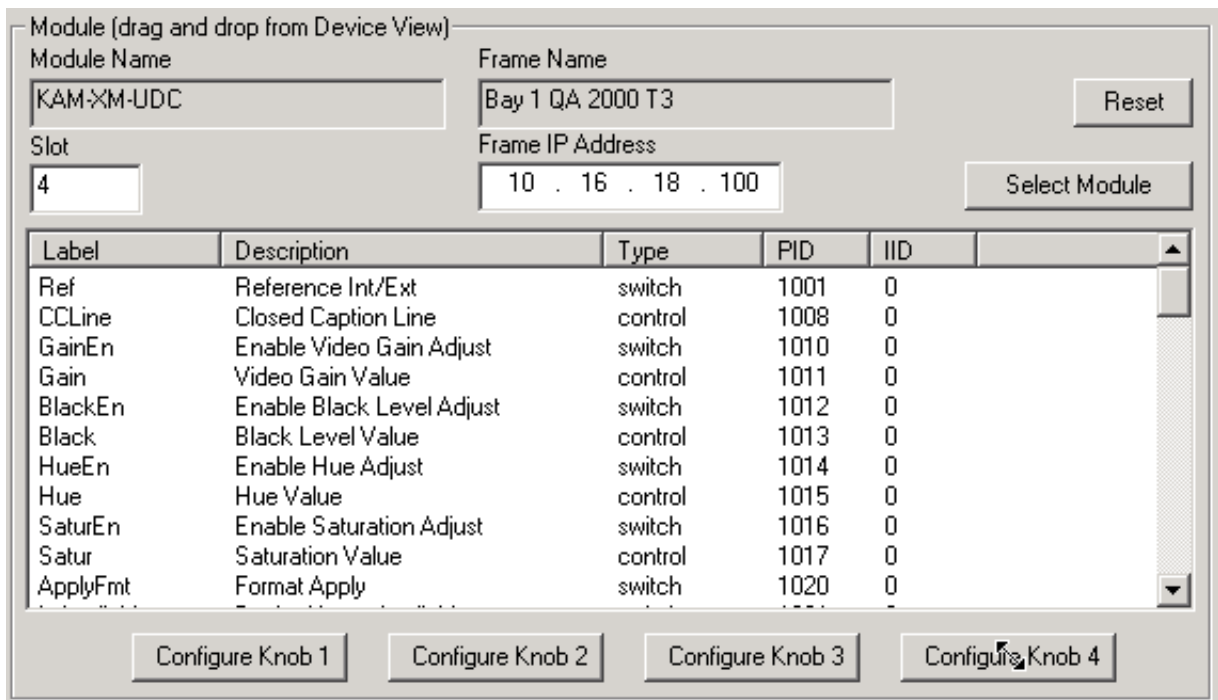 Module (drag and drop from Device View)
Module Name Frame Name
KAM-XM-UDC Bay 1 QA 2000 T3 Reset
Slot Frame IP Address
4 10 . 16 . 18 . 100 Select Module
Label Description Type PID IID
Ref Reference Int/Ext switch 1001 0
CCLine Closed Caption Line control 1008 0
GainEn Enable Video Gain Adjust switch 1010 0
Gain Video Gain Value control 1011 0
BlackEn Enable Black Level Adjust switch 1012 0
Black Black Level Value control 1013 0
HueEn Enable Hue Adjust switch 1014 0
Hue Hue Value control 1015 0
SaturEn Enable Saturation Adjust switch 1016 0
Satur Saturation Value control 1017 0
ApplyFmt Format Apply switch 1020 0
Configure Knob 1 Configure Knob 2 Configure Knob 3 Configure Knob 4